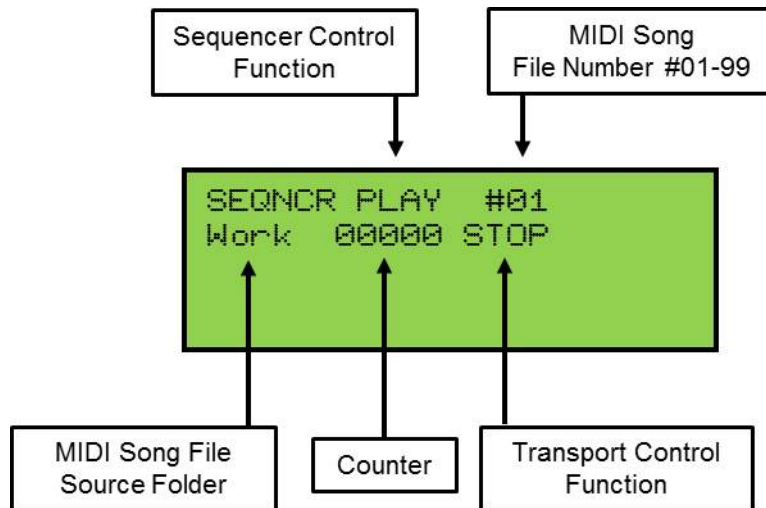 Sequencer Control
Function
MIDI Song
File Number #01-99
SEQNCR PLAY #01
Work 00000 STOP
MIDI Song File
Source Folder
Counter
Transport Control
Function